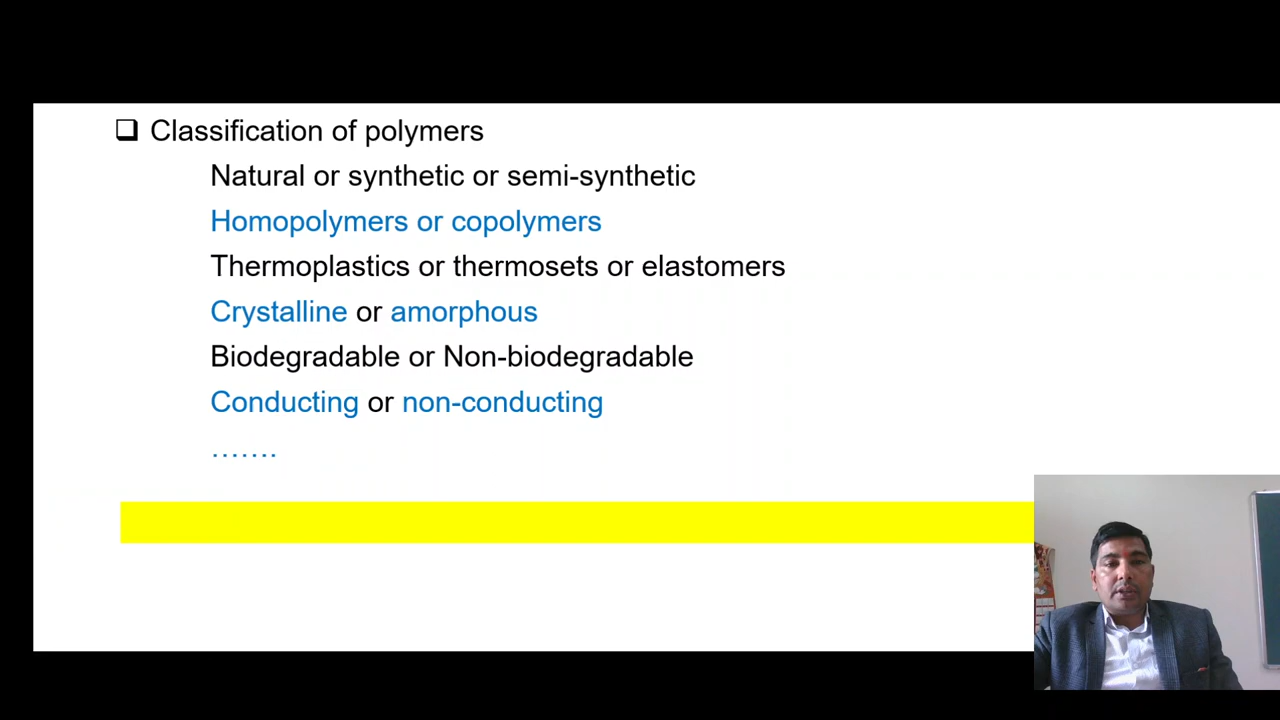 ❑ Classification of polymers
Natural or synthetic or semi-synthetic
Homopolymers or copolymers
Thermoplastics or thermosets or elastomers
Crystalline or amorphous
Biodegradable or Non-biodegradable
Conducting or non-conducting
…….